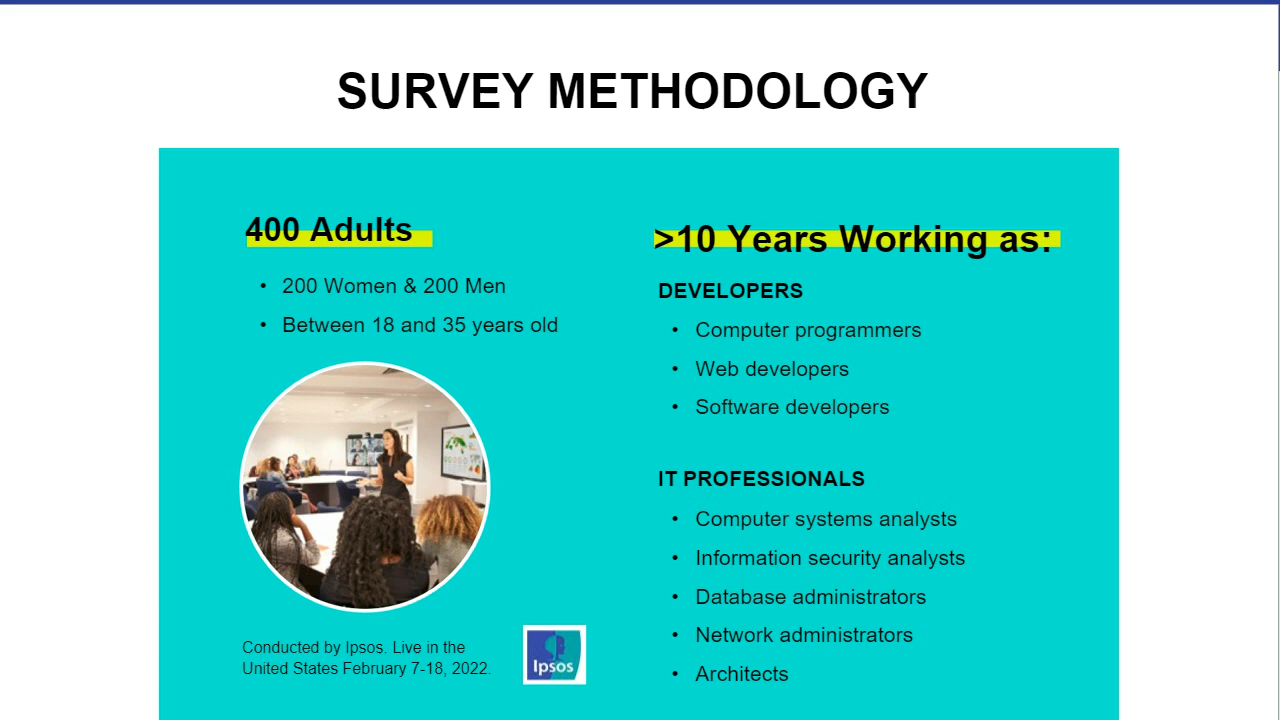 SURVEY METHODOLOGY
400 Adults
• 200 Women & 200 Men
• Between 18 and 35 years old
Conducted by Ipsos. Live in the
United States February 7-18, 2022.
Ipsos
>10 Years Working as:
DEVELOPERS
• Computer programmers
• Web developers
• Software developers
IT PROFESSIONALS
• Computer systems analysts
• Information security analysts
• Database administrators
• Network administrators
• Architects